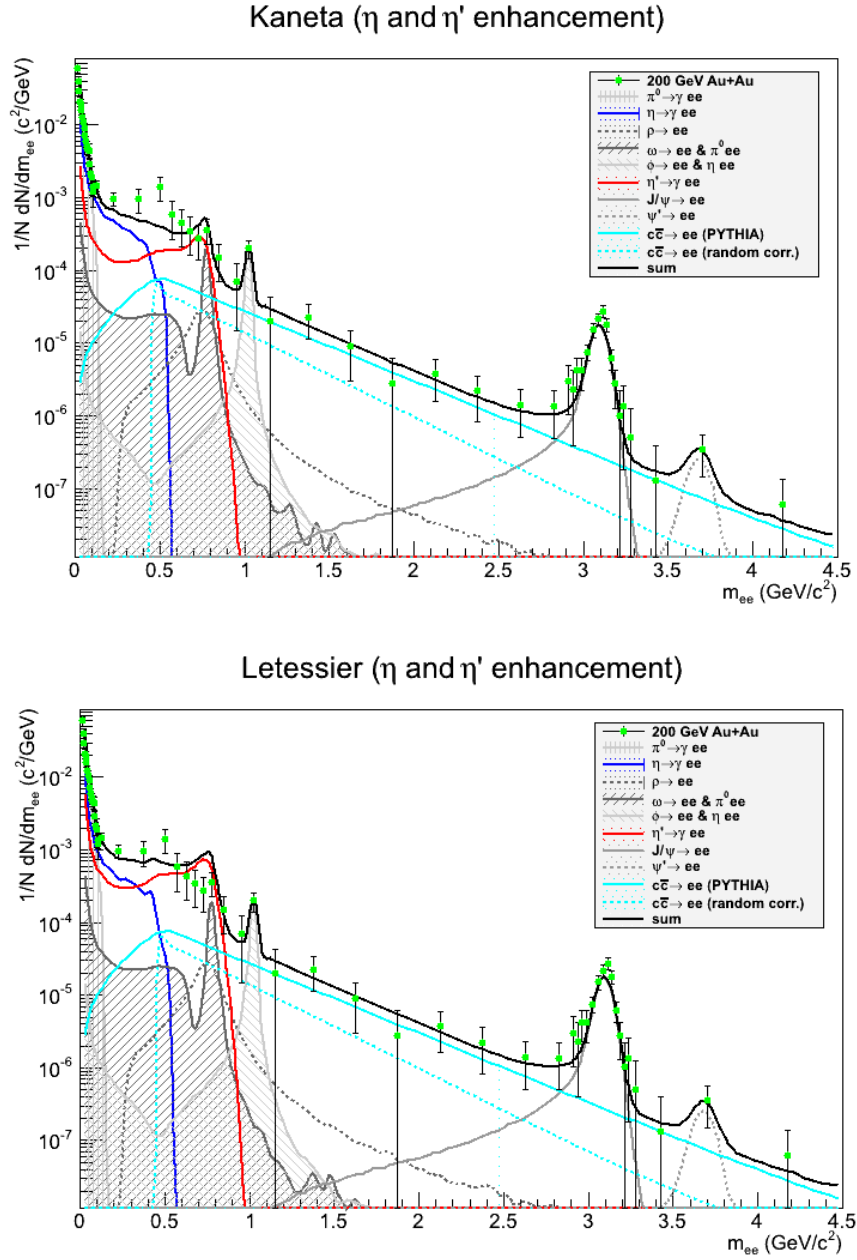 Kaneta (η and η' enhancement)
1/N dN/dm_ee (c²/GeV)
10⁻²
10⁻³
10⁻⁴
10⁻⁵
10⁻⁶
10⁻⁷
200 GeV Au+Au
π⁰→γ ee
η→γ ee
ρ→ ee
ω→ ee & π⁰ee
φ→ ee & η ee
η'→γ ee
J/ψ→ ee
ψ'→ ee
cc̅→ ee (PYTHIA)
cc̅→ ee (random corr.)
sum
0 0.5 1 1.5 2 2.5 3 3.5 4 4.5
m_ee (GeV/c²)
Letessier (η and η' enhancement)
1/N dN/dm_ee (c²/GeV)
10⁻²
10⁻³
10⁻⁴
10⁻⁵
10⁻⁶
10⁻⁷
200 GeV Au+Au
π⁰→γ ee
η→γ ee
ρ→ ee
ω→ ee & π⁰ee
φ→ ee & η ee
η'→γ ee
J/ψ→ ee
ψ'→ ee
cc̅→ ee (PYTHIA)
cc̅→ ee (random corr.)
sum
0 0.5 1 1.5 2 2.5 3 3.5 4 4.5
m_ee (GeV/c²)